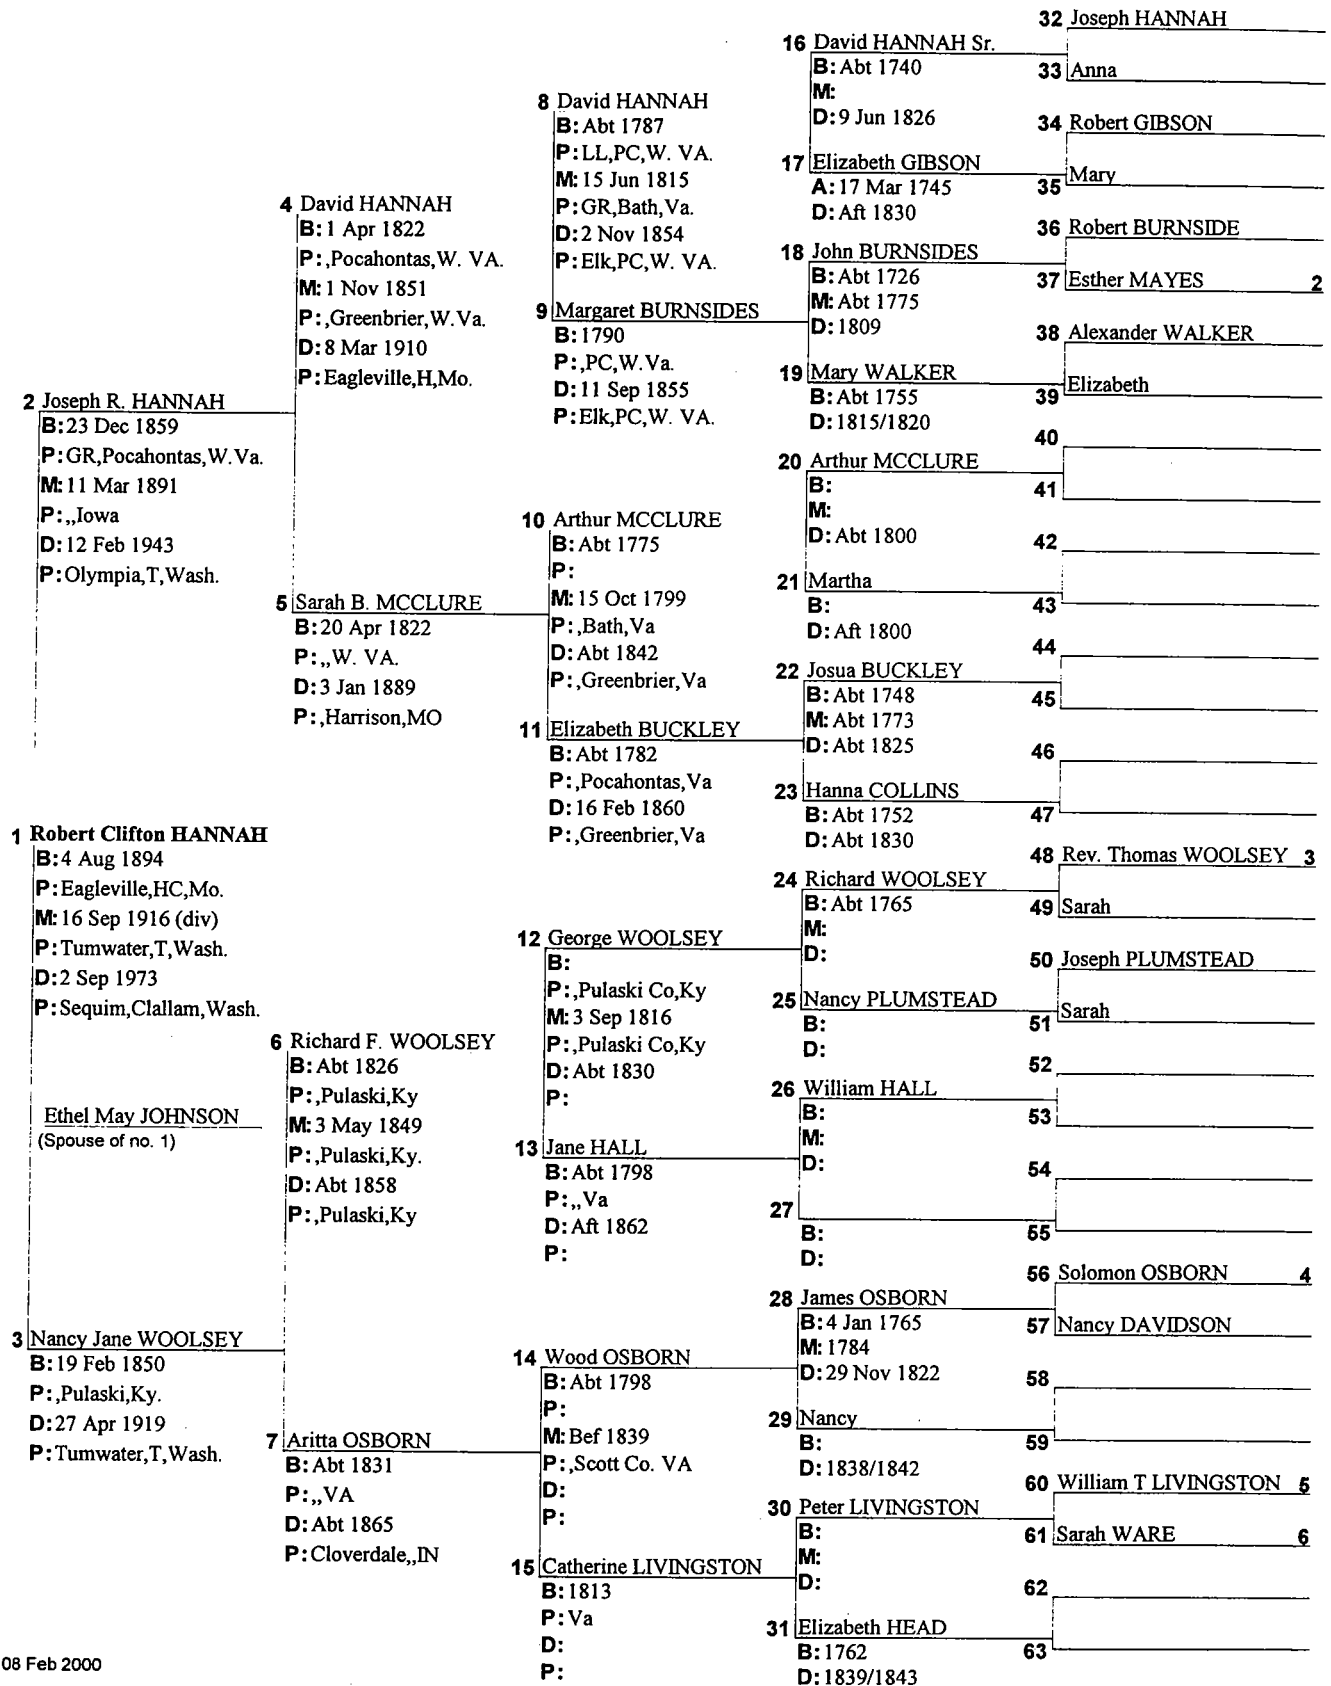 32 Joseph HANNAH
16 David HANNAH Sr.
B: Abt 1740
M:
D: 9 Jun 1826
33 Anna
8 David HANNAH
B: Abt 1787
P: LL,PC,W. VA.
M: 15 Jun 1815
P: GR,Bath,Va.
D: 2 Nov 1854
P: Elk,PC,W. VA.
34 Robert GIBSON
17 Elizabeth GIBSON
A: 17 Mar 1745
D: Aft 1830
35 Mary
4 David HANNAH
B: 1 Apr 1822
P: ,Pocahontas,W. VA.
M: 1 Nov 1851
P: ,Greenbrier,W.Va.
D: 8 Mar 1910
P: Eagleville,H,Mo.
36 Robert BURNSIDE
18 John BURNSIDES
B: Abt 1726
M: Abt 1775
D: 1809
37 Esther MAYES 2
9 Margaret BURNSIDES
B: 1790
P: ,PC,W.Va.
D: 11 Sep 1855
P: Elk,PC,W. VA.
38 Alexander WALKER
19 Mary WALKER
B: Abt 1755
D: 1815/1820
39 Elizabeth
2 Joseph R. HANNAH
B: 23 Dec 1859
P: GR,Pocahontas,W.Va.
M: 11 Mar 1891
P: ,,Iowa
D: 12 Feb 1943
P: Olympia,T,Wash.
40
20 Arthur MCCLURE
B:
M:
D: Abt 1800
41
10 Arthur MCCLURE
B: Abt 1775
P:
M: 15 Oct 1799
P: ,Bath,Va
D: Abt 1842
P: ,Greenbrier,Va
42
21 Martha
B:
D: Aft 1800
43
5 Sarah B. MCCLURE
B: 20 Apr 1822
P: ,,W. VA.
D: 3 Jan 1889
P: ,Harrison,MO
44
22 Josua BUCKLEY
B: Abt 1748
M: Abt 1773
D: Abt 1825
45
11 Elizabeth BUCKLEY
B: Abt 1782
P: ,Pocahontas,Va
D: 16 Feb 1860
P: ,Greenbrier,Va
46
23 Hanna COLLINS
B: Abt 1752
D: Abt 1830
47
1 Robert Clifton HANNAH
B: 4 Aug 1894
P: Eagleville,HC,Mo.
M: 16 Sep 1916 (div)
P: Tumwater,T,Wash.
D: 2 Sep 1973
P: Sequim,Clallam,Wash.
48 Rev. Thomas WOOLSEY 3
24 Richard WOOLSEY
B: Abt 1765
M:
D:
49 Sarah
12 George WOOLSEY
B:
P: ,Pulaski Co,Ky
M: 3 Sep 1816
P: ,Pulaski Co,Ky
D: Abt 1830
P:
50 Joseph PLUMSTEAD
25 Nancy PLUMSTEAD
B:
D:
51 Sarah
6 Richard F. WOOLSEY
B: Abt 1826
P: ,Pulaski,Ky
M: 3 May 1849
P: ,Pulaski,Ky.
D: Abt 1858
P: ,Pulaski,Ky
52
26 William HALL
B:
M:
D:
53
Ethel May JOHNSON
(Spouse of no. 1)
13 Jane HALL
B: Abt 1798
P: ,,Va
D: Aft 1862
P:
54
27
B:
D:
55
56 Solomon OSBORN 4
28 James OSBORN
B: 4 Jan 1765
M: 1784
D: 29 Nov 1822
57 Nancy DAVIDSON
3 Nancy Jane WOOLSEY
B: 19 Feb 1850
P: ,Pulaski,Ky.
D: 27 Apr 1919
P: Tumwater,T,Wash.
14 Wood OSBORN
B: Abt 1798
P:
M: Bef 1839
P: ,Scott Co. VA
D:
P:
58
29 Nancy
B:
D: 1838/1842
59
7 Aritta OSBORN
B: Abt 1831
P: ,,VA
D: Abt 1865
P: Cloverdale,,IN
60 William T LIVINGSTON 5
30 Peter LIVINGSTON
B:
M:
D:
61 Sarah WARE 6
15 Catherine LIVINGSTON
B: 1813
P: Va
D:
P:
62
31 Elizabeth HEAD
B: 1762
D: 1839/1843
63
08 Feb 2000